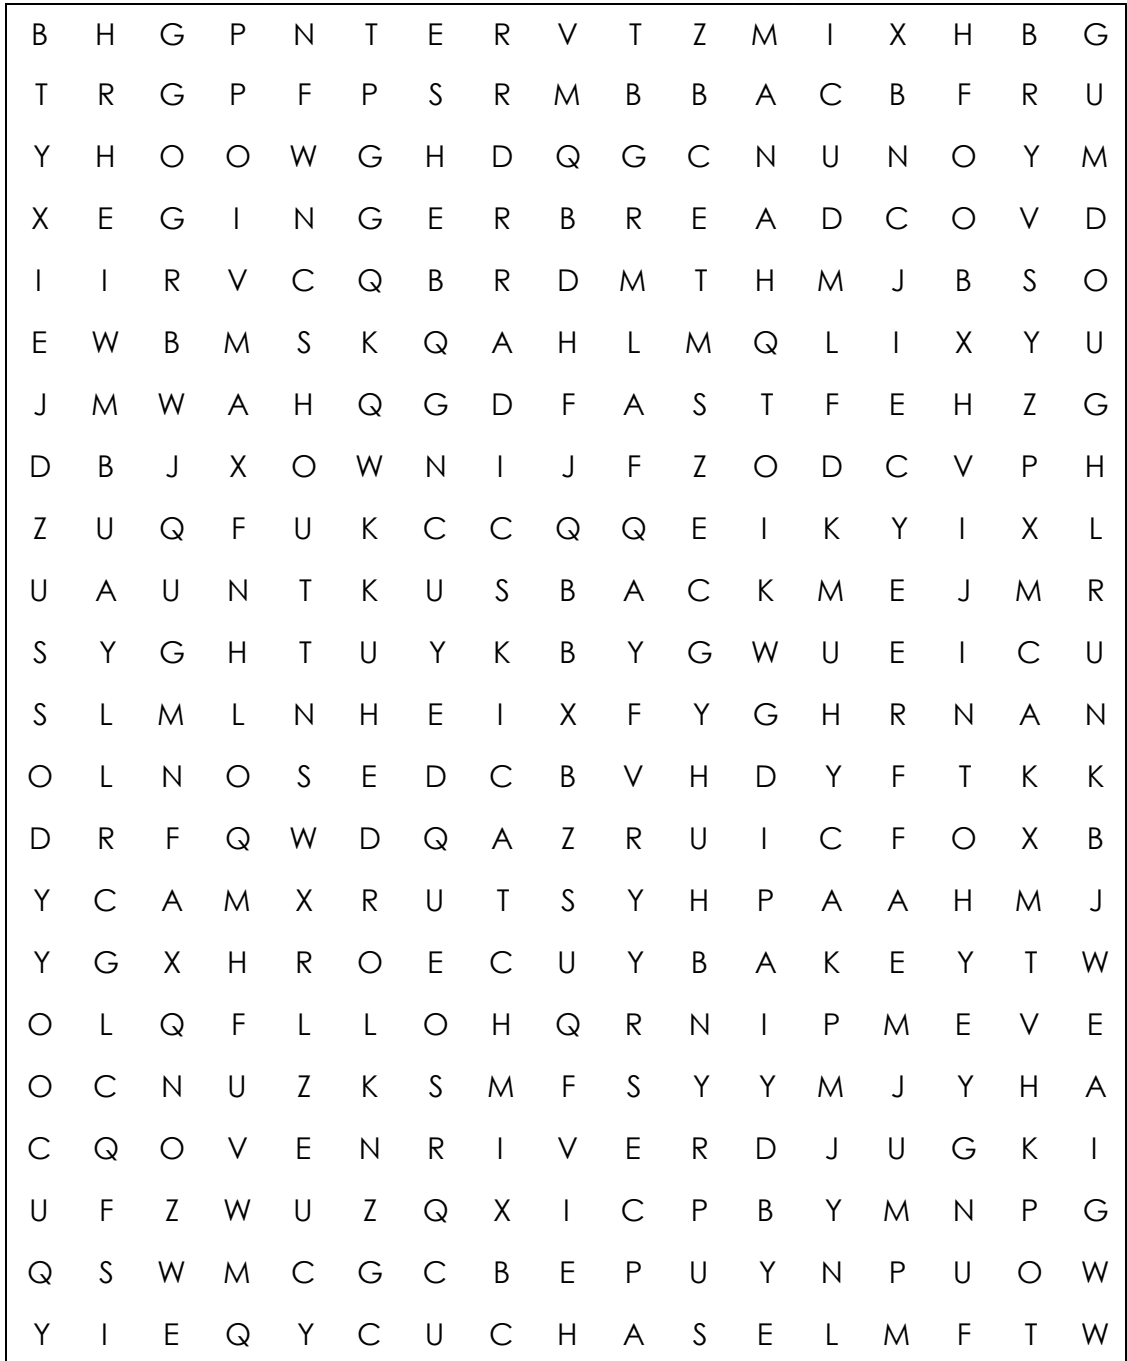 B H G P N T E R V T Z M I X H B G
T R G P F P S R M B B A C B F R U
Y H O O W G H D Q G C N U N O Y M
X E G I N G E R B R E A D C O V D
I I R V C Q B R D M T H M J B S O
E W B M S K Q A H L M Q L I X Y U
J M W A H Q G D F A S T F E H Z G
D B J X O W N I J F Z O D C V P H
Z U Q F U K C C Q Q E I K Y I X L
U A U N T K U S B A C K M E J M R
S Y G H T U Y K B Y G W U E I C U
S L M L N H E I X F Y G H R N A N
O L N O S E D C B V H D Y F T K K
D R F Q W D Q A Z R U I C F O X B
Y C A M X R U T S Y H P A A H M J
Y G X H R O E C U Y B A K E Y T W
O L Q F L L O H Q R N I P M E V E
O C N U Z K S M F S Y Y M J Y H A
C Q O V E N R I V E R D J U G K I
U F Z W U Z Q X I C P B Y M N P G
Q S W M C G C B E P U Y N P U O W
Y I E Q Y C U C H A S E L M F T W